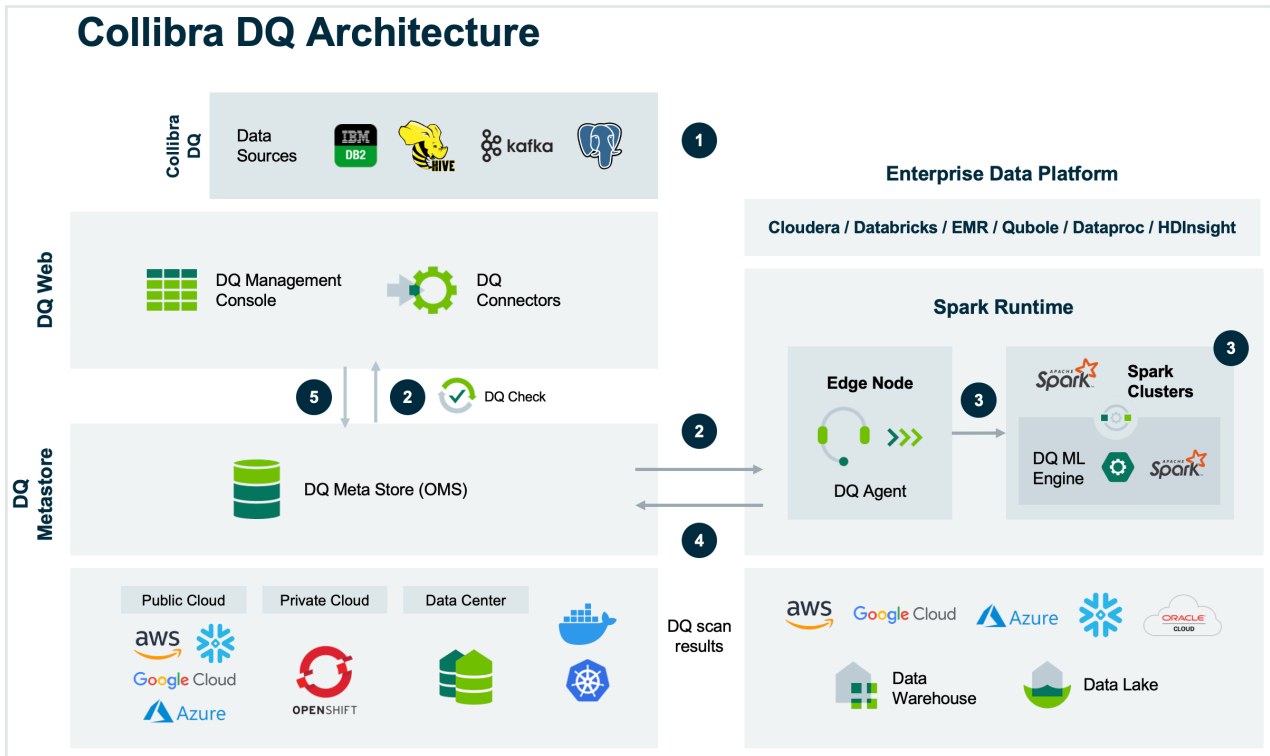 Collibra DQ Architecture
Collibra
DQ
Data
Sources
IBM
DB2
HIVE
kafka
1
Enterprise Data Platform
Cloudera / Databricks / EMR / Qubole / Dataproc / HDInsight
DQ Web
DQ Management
Console
DQ
Connectors
Spark Runtime
5
2
DQ Check
Edge Node
DQ Agent
3
3
APACHE
Spark
Spark
Clusters
DQ ML
Engine
APACHE
Spark
DQ
Metastore
DQ Meta Store (OMS)
2
4
DQ scan
results
Public Cloud
Private Cloud
Data Center
aws
Google Cloud
Azure
OPENSHIFT
aws
Google Cloud
Azure
ORACLE
CLOUD
Data
Warehouse
Data Lake